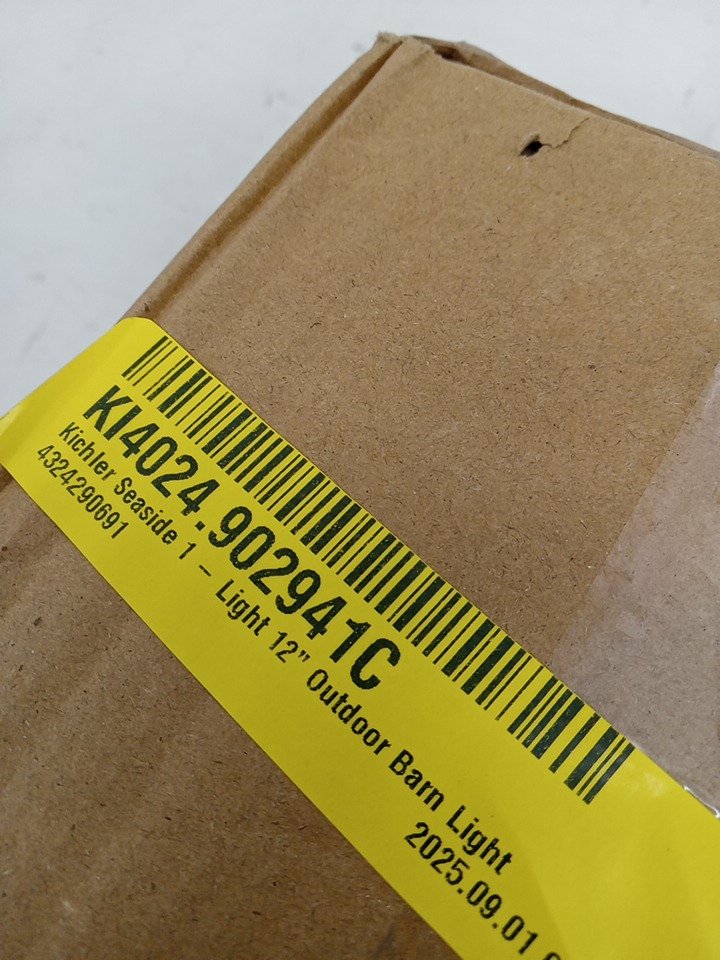 KI4024.902941C
Kichler Seaside 1 - Light 12" Outdoor Barn Light
4324290691
2025.09.01